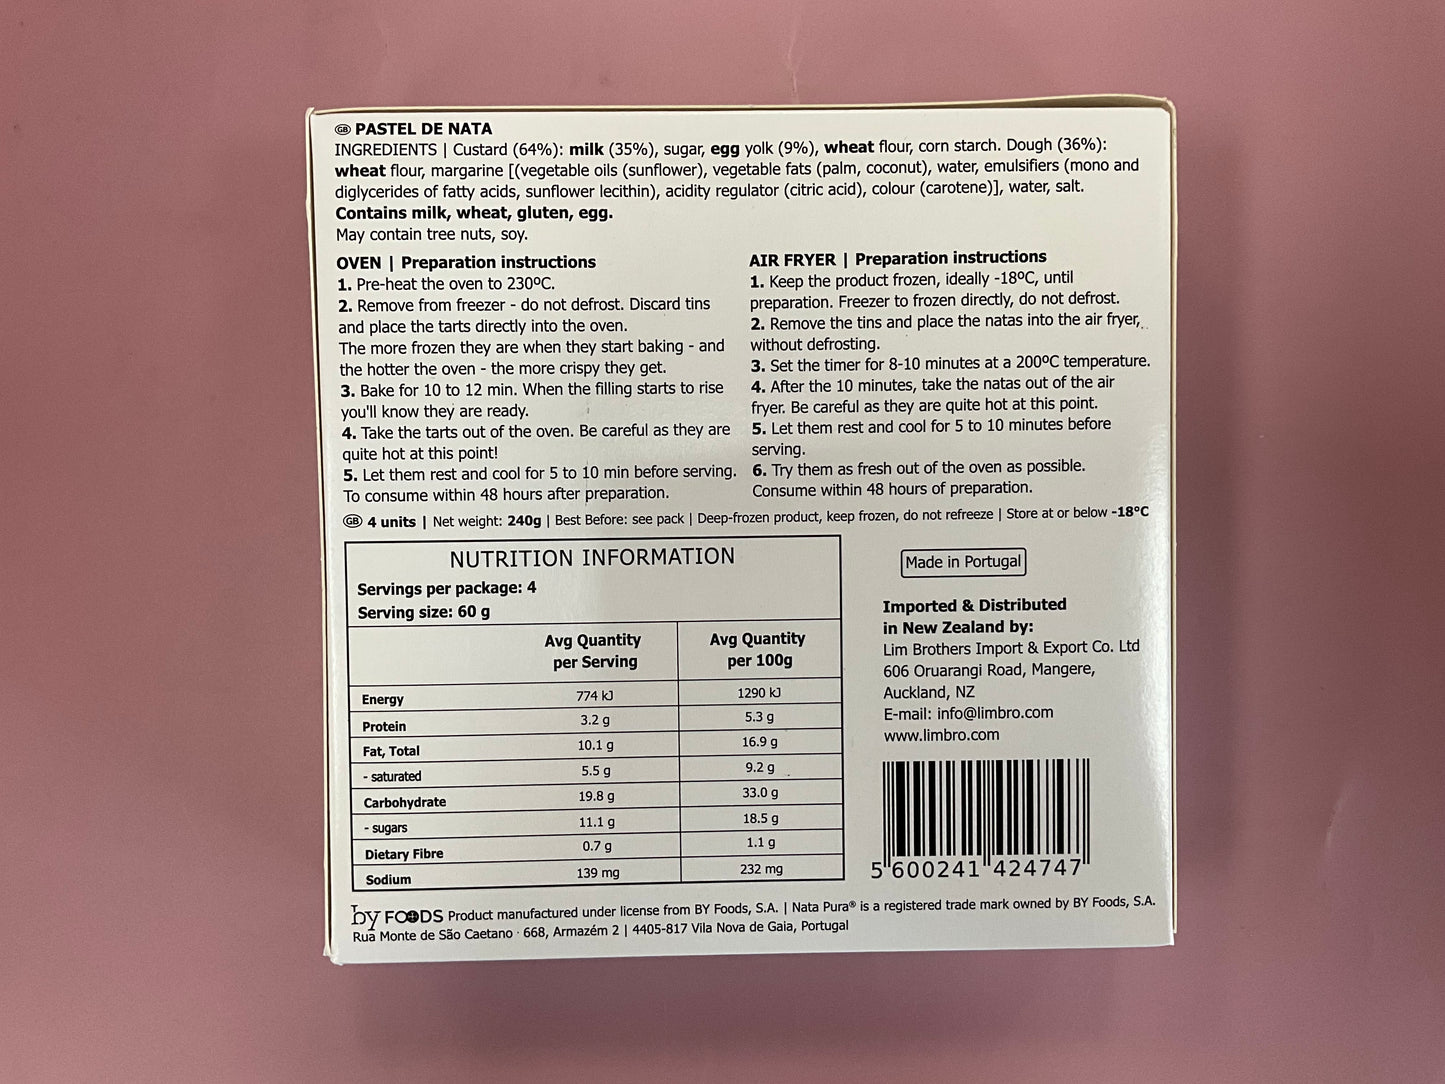 GB PASTEL DE NATA
INGREDIENTS | Custard (64%): milk (35%), sugar, egg yolk (9%), wheat flour, corn starch. Dough (36%):
wheat flour, margarine [(vegetable oils (sunflower), vegetable fats (palm, coconut), water, emulsifiers (mono and
diglycerides of fatty acids, sunflower lecithin), acidity regulator (citric acid), colour (carotene)], water, salt.
Contains milk, wheat, gluten, egg.
May contain tree nuts, soy.
OVEN | Preparation instructions
1. Pre-heat the oven to 230ºC.
2. Remove from freezer - do not defrost. Discard tins
and place the tarts directly into the oven.
The more frozen they are when they start baking - and
the hotter the oven - the more crispy they get.
3. Bake for 10 to 12 min. When the filling starts to rise
you'll know they are ready.
4. Take the tarts out of the oven. Be careful as they are
quite hot at this point!
5. Let them rest and cool for 5 to 10 min before serving.
To consume within 48 hours after preparation.
AIR FRYER | Preparation instructions
1. Keep the product frozen, ideally -18ºC, until
preparation. Freezer to frozen directly, do not defrost.
2. Remove the tins and place the natas into the air fryer,
without defrosting.
3. Set the timer for 8-10 minutes at a 200ºC temperature.
4. After the 10 minutes, take the natas out of the air
fryer. Be careful as they are quite hot at this point.
5. Let them rest and cool for 5 to 10 minutes before
serving.
6. Try them as fresh out of the oven as possible.
Consume within 48 hours of preparation.
GB 4 units | Net weight: 240g | Best Before: see pack | Deep-frozen product, keep frozen, do not refreeze | Store at or below -18°C
NUTRITION INFORMATION
Servings per package: 4
Serving size: 60 g
Avg Quantity per Serving Avg Quantity per 100g
Energy 774 kJ 1290 kJ
Protein 3.2 g 5.3 g
Fat, Total 10.1 g 16.9 g
- saturated 5.5 g 9.2 g
Carbohydrate 19.8 g 33.0 g
- sugars 11.1 g 18.5 g
Dietary Fibre 0.7 g 1.1 g
Sodium 139 mg 232 mg
Made in Portugal
Imported & Distributed
in New Zealand by:
Lim Brothers Import & Export Co. Ltd
606 Oruarangi Road, Mangere,
Auckland, NZ
E-mail: info@limbro.com
www.limbro.com
5 600241 424747
by FOODS Product manufactured under license from BY Foods, S.A. | Nata Pura® is a registered trade mark owned by BY Foods, S.A.
Rua Monte de São Caetano · 668, Armazém 2 | 4405-817 Vila Nova de Gaia, Portugal